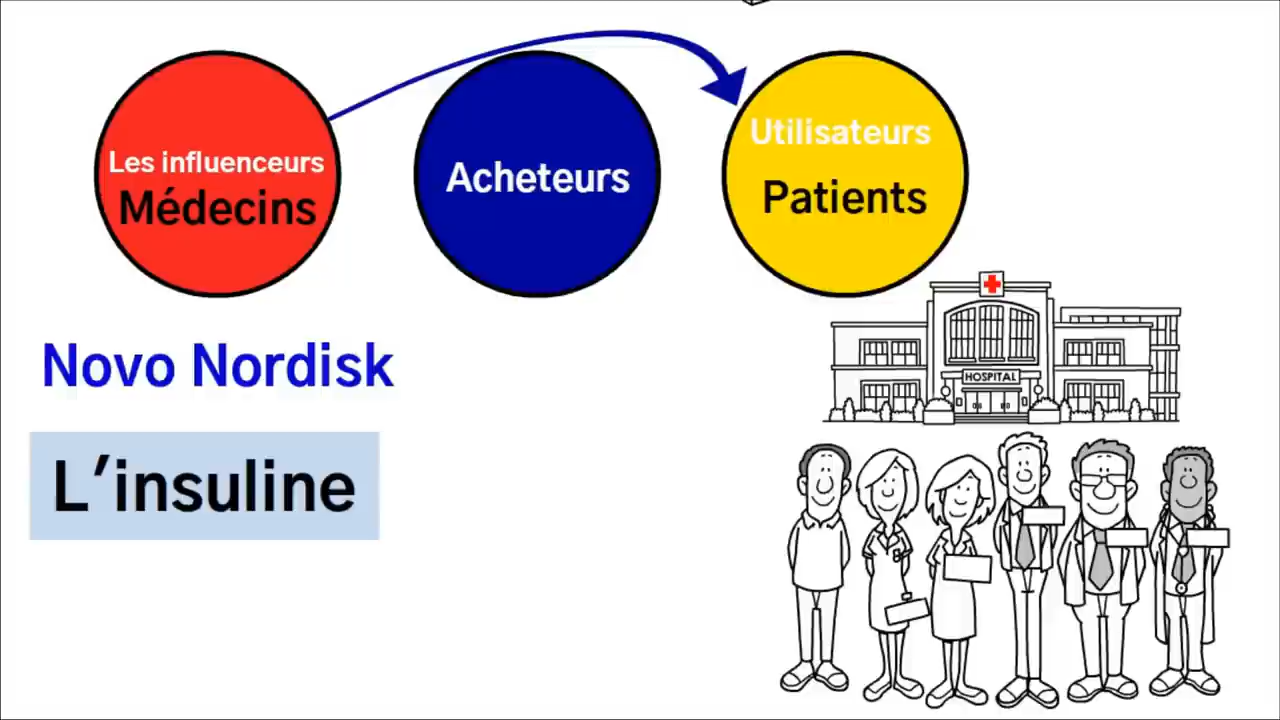 Les influenceurs
Médecins
Acheteurs
Utilisateurs
Patients
Novo Nordisk
L'insuline
HOSPITAL